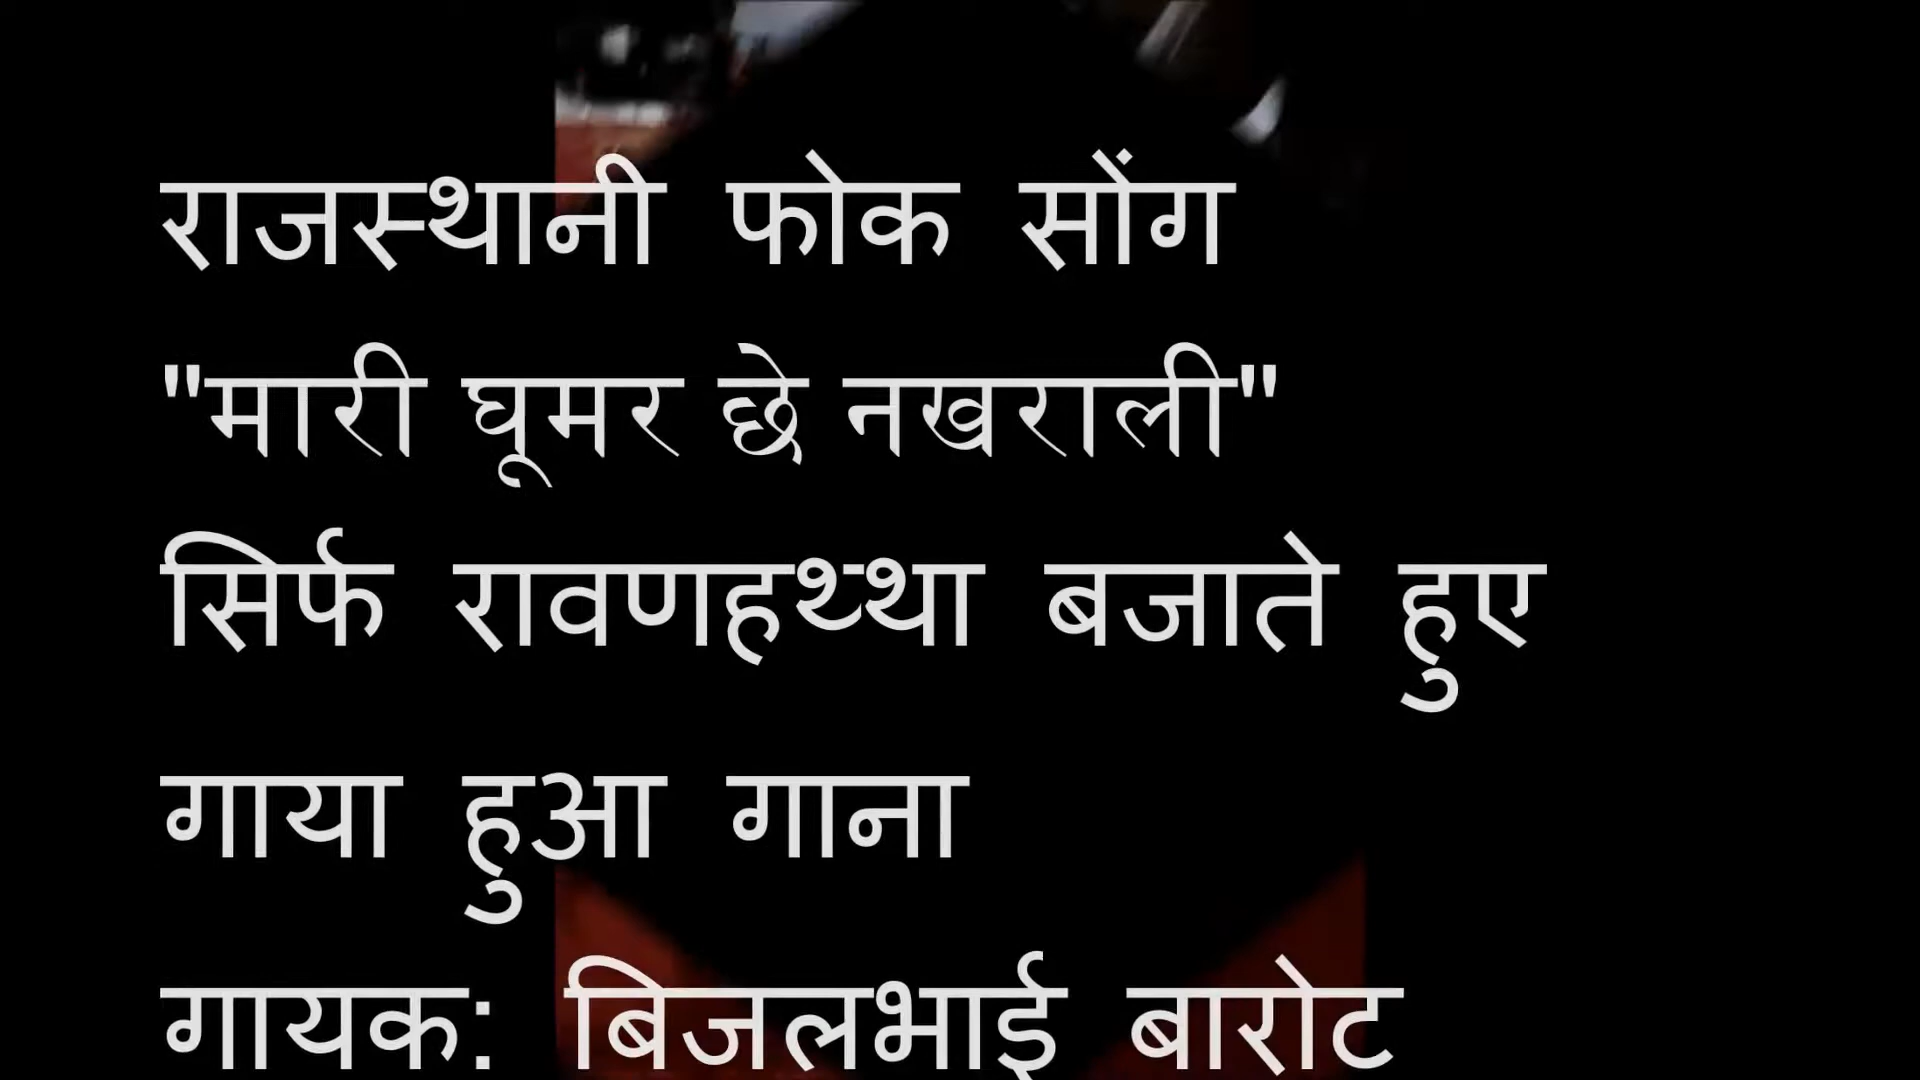 राजस्थानी फोक सोंग
"मारी घूमर छे नखराली"
सिर्फ रावणहथ्था बजाते हुए
गाया हुआ गाना
गायक: बिजलभाई बारोट